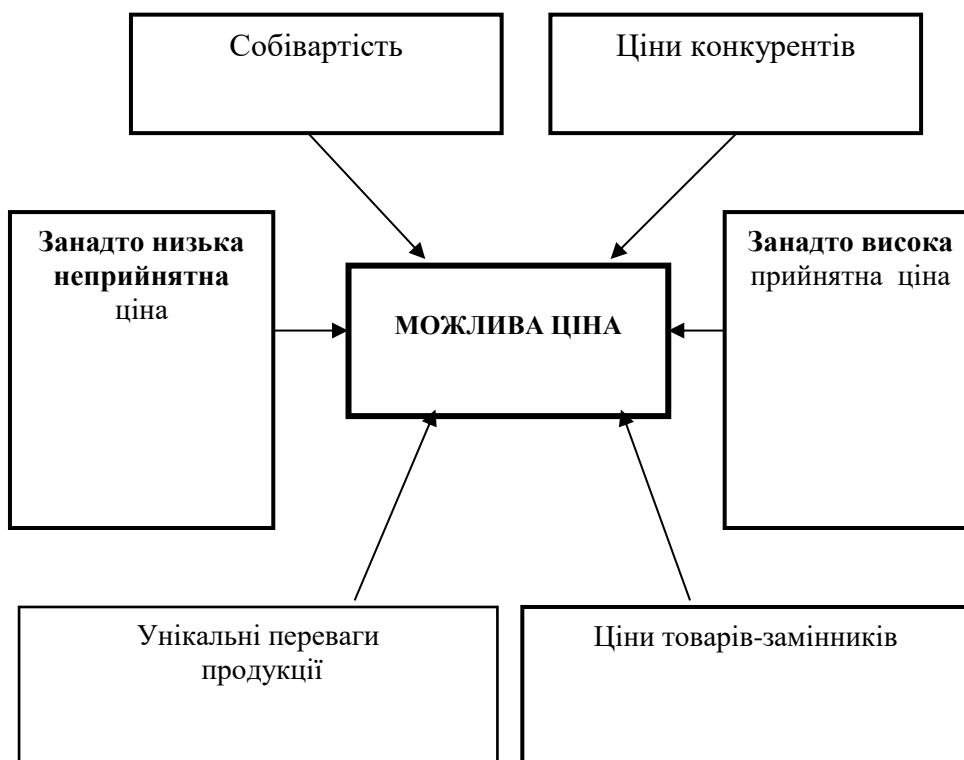 Собівартість
Ціни конкурентів
Занадто низька
неприйнятна
ціна
МОЖЛИВА ЦІНА
Занадто висока
прийнятна ціна
Унікальні переваги
продукції
Ціни товарів-замінників